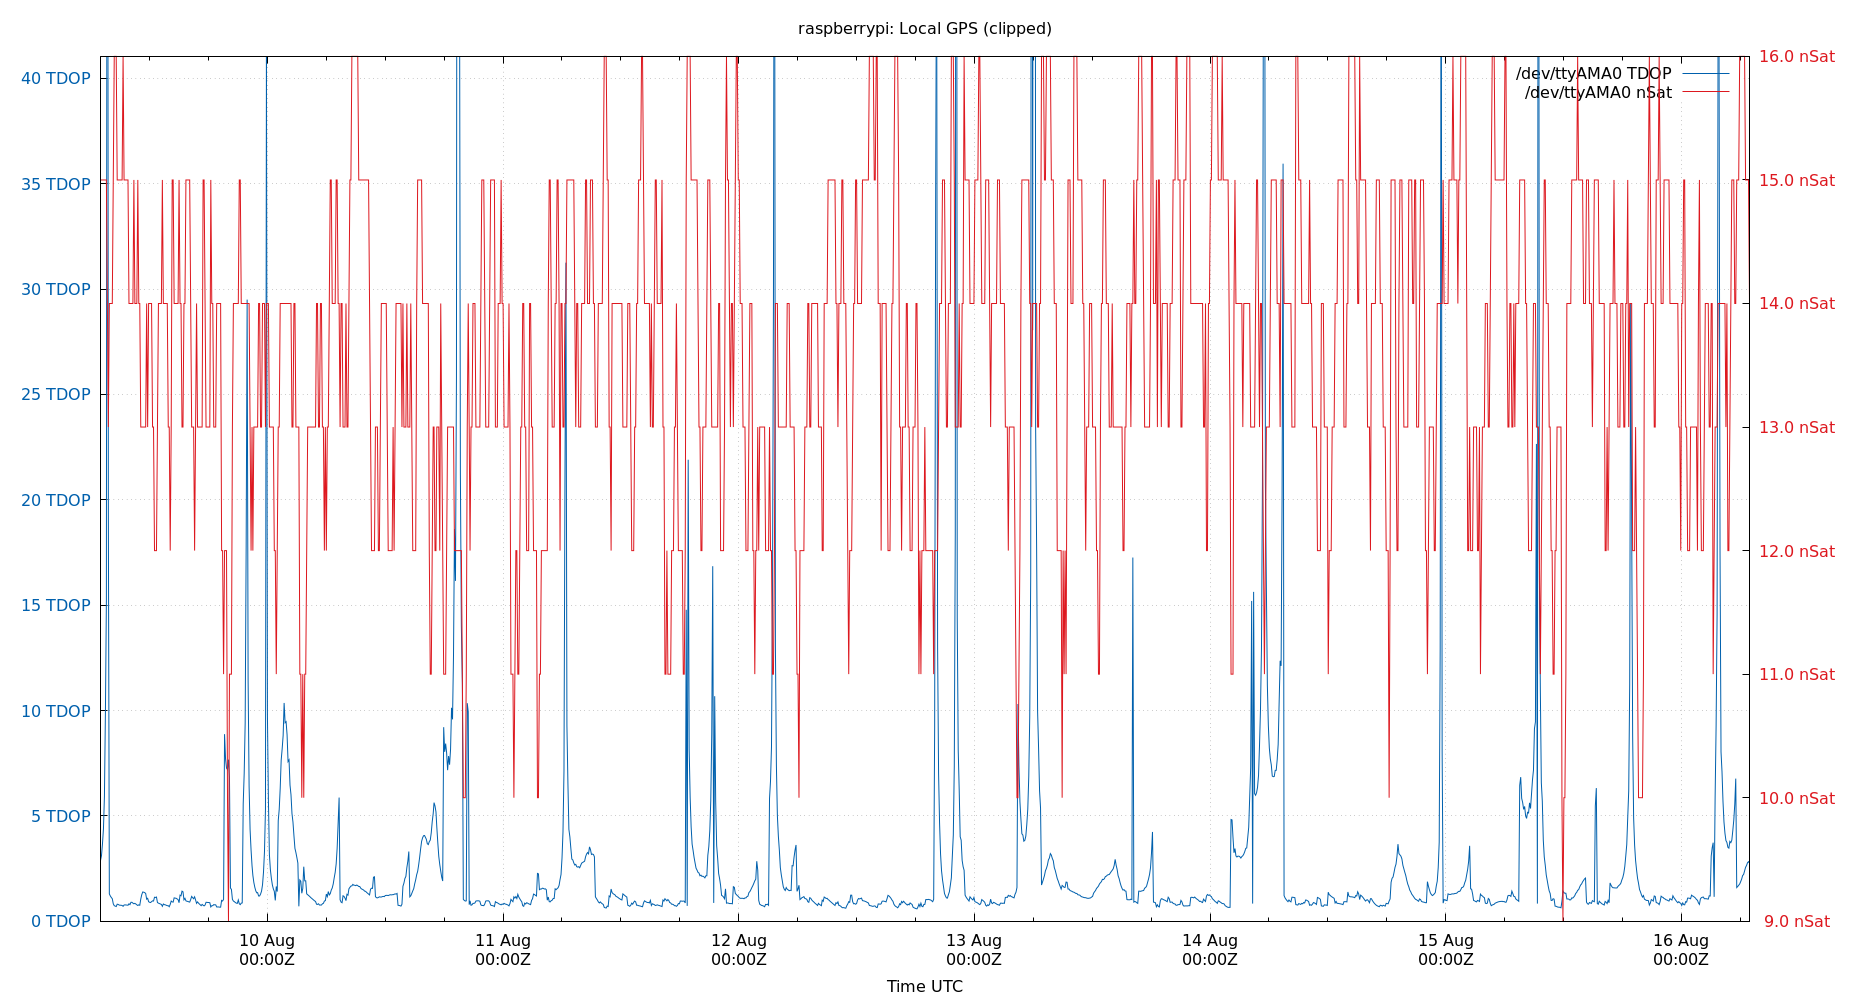 raspberrypi: Local GPS (clipped)
40 TDOP
35 TDOP
30 TDOP
25 TDOP
20 TDOP
15 TDOP
10 TDOP
5 TDOP
0 TDOP
16.0 nSat
15.0 nSat
14.0 nSat
13.0 nSat
12.0 nSat
11.0 nSat
10.0 nSat
9.0 nSat
/dev/ttyAMA0 TDOP
/dev/ttyAMA0 nSat
10 Aug
00:00Z
11 Aug
00:00Z
12 Aug
00:00Z
13 Aug
00:00Z
14 Aug
00:00Z
15 Aug
00:00Z
16 Aug
00:00Z
Time UTC